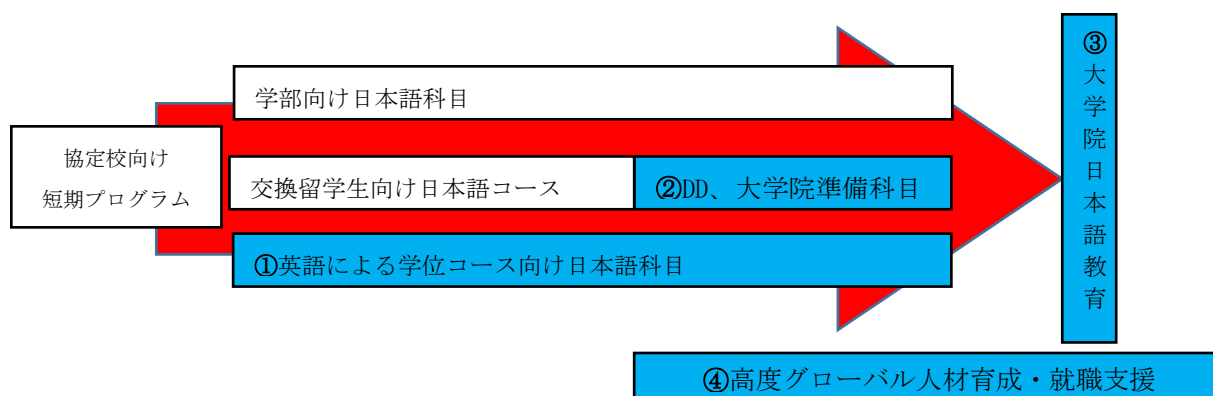 学部向け日本語科目
協定校向け
短期プログラム
交換留学生向け日本語コース
②DD、大学院準備科目
①英語による学位コース向け日本語科目
③大学院日本語教育
④高度グローバル人材育成・就職支援